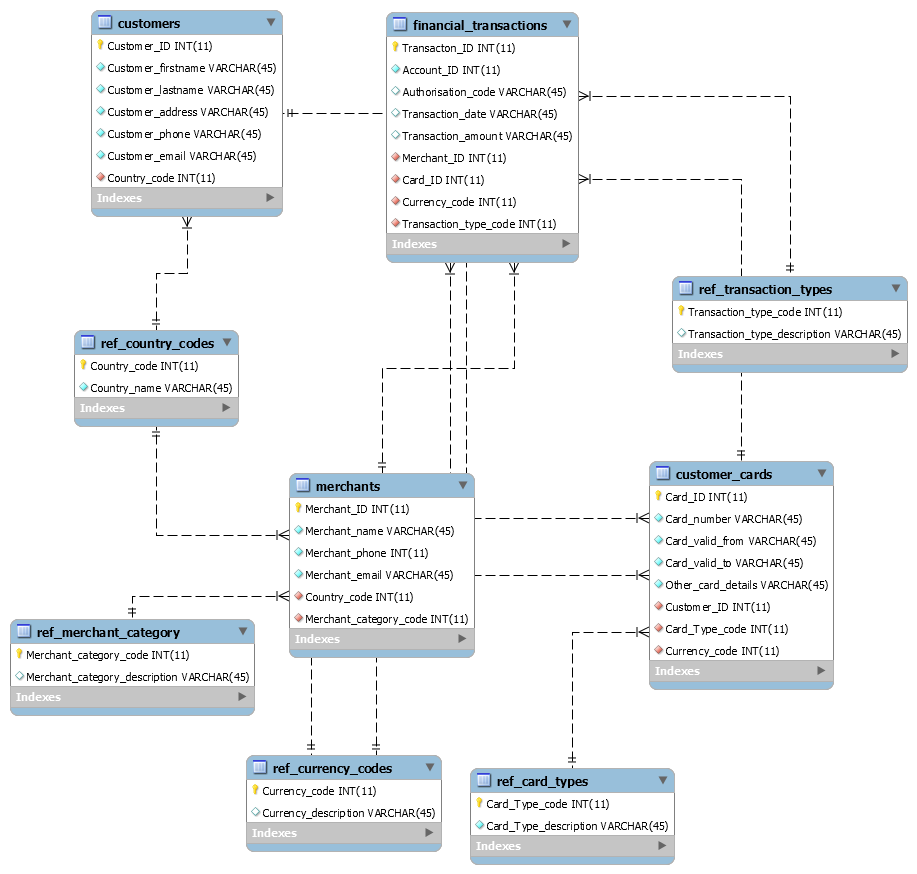 customers
Customer_ID INT(11)
Customer_firstname VARCHAR(45)
Customer_lastname VARCHAR(45)
Customer_address VARCHAR(45)
Customer_phone VARCHAR(45)
Customer_email VARCHAR(45)
Country_code INT(11)
Indexes
financial_transactions
Transacton_ID INT(11)
Account_ID INT(11)
Authorisation_code VARCHAR(45)
Transaction_date VARCHAR(45)
Transaction_amount VARCHAR(45)
Merchant_ID INT(11)
Card_ID INT(11)
Currency_code INT(11)
Transaction_type_code INT(11)
Indexes
ref_transaction_types
Transaction_type_code INT(11)
Transaction_type_description VARCHAR(45)
Indexes
ref_country_codes
Country_code INT(11)
Country_name VARCHAR(45)
Indexes
merchants
Merchant_ID INT(11)
Merchant_name VARCHAR(45)
Merchant_phone INT(11)
Merchant_email VARCHAR(45)
Country_code INT(11)
Merchant_category_code INT(11)
Indexes
customer_cards
Card_ID INT(11)
Card_number VARCHAR(45)
Card_valid_from VARCHAR(45)
Card_valid_to VARCHAR(45)
Other_card_details VARCHAR(45)
Customer_ID INT(11)
Card_Type_code INT(11)
Currency_code INT(11)
Indexes
ref_merchant_category
Merchant_category_code INT(11)
Merchant_category_description VARCHAR(45)
Indexes
ref_currency_codes
Currency_code INT(11)
Currency_description VARCHAR(45)
Indexes
ref_card_types
Card_Type_code INT(11)
Card_Type_description VARCHAR(45)
Indexes